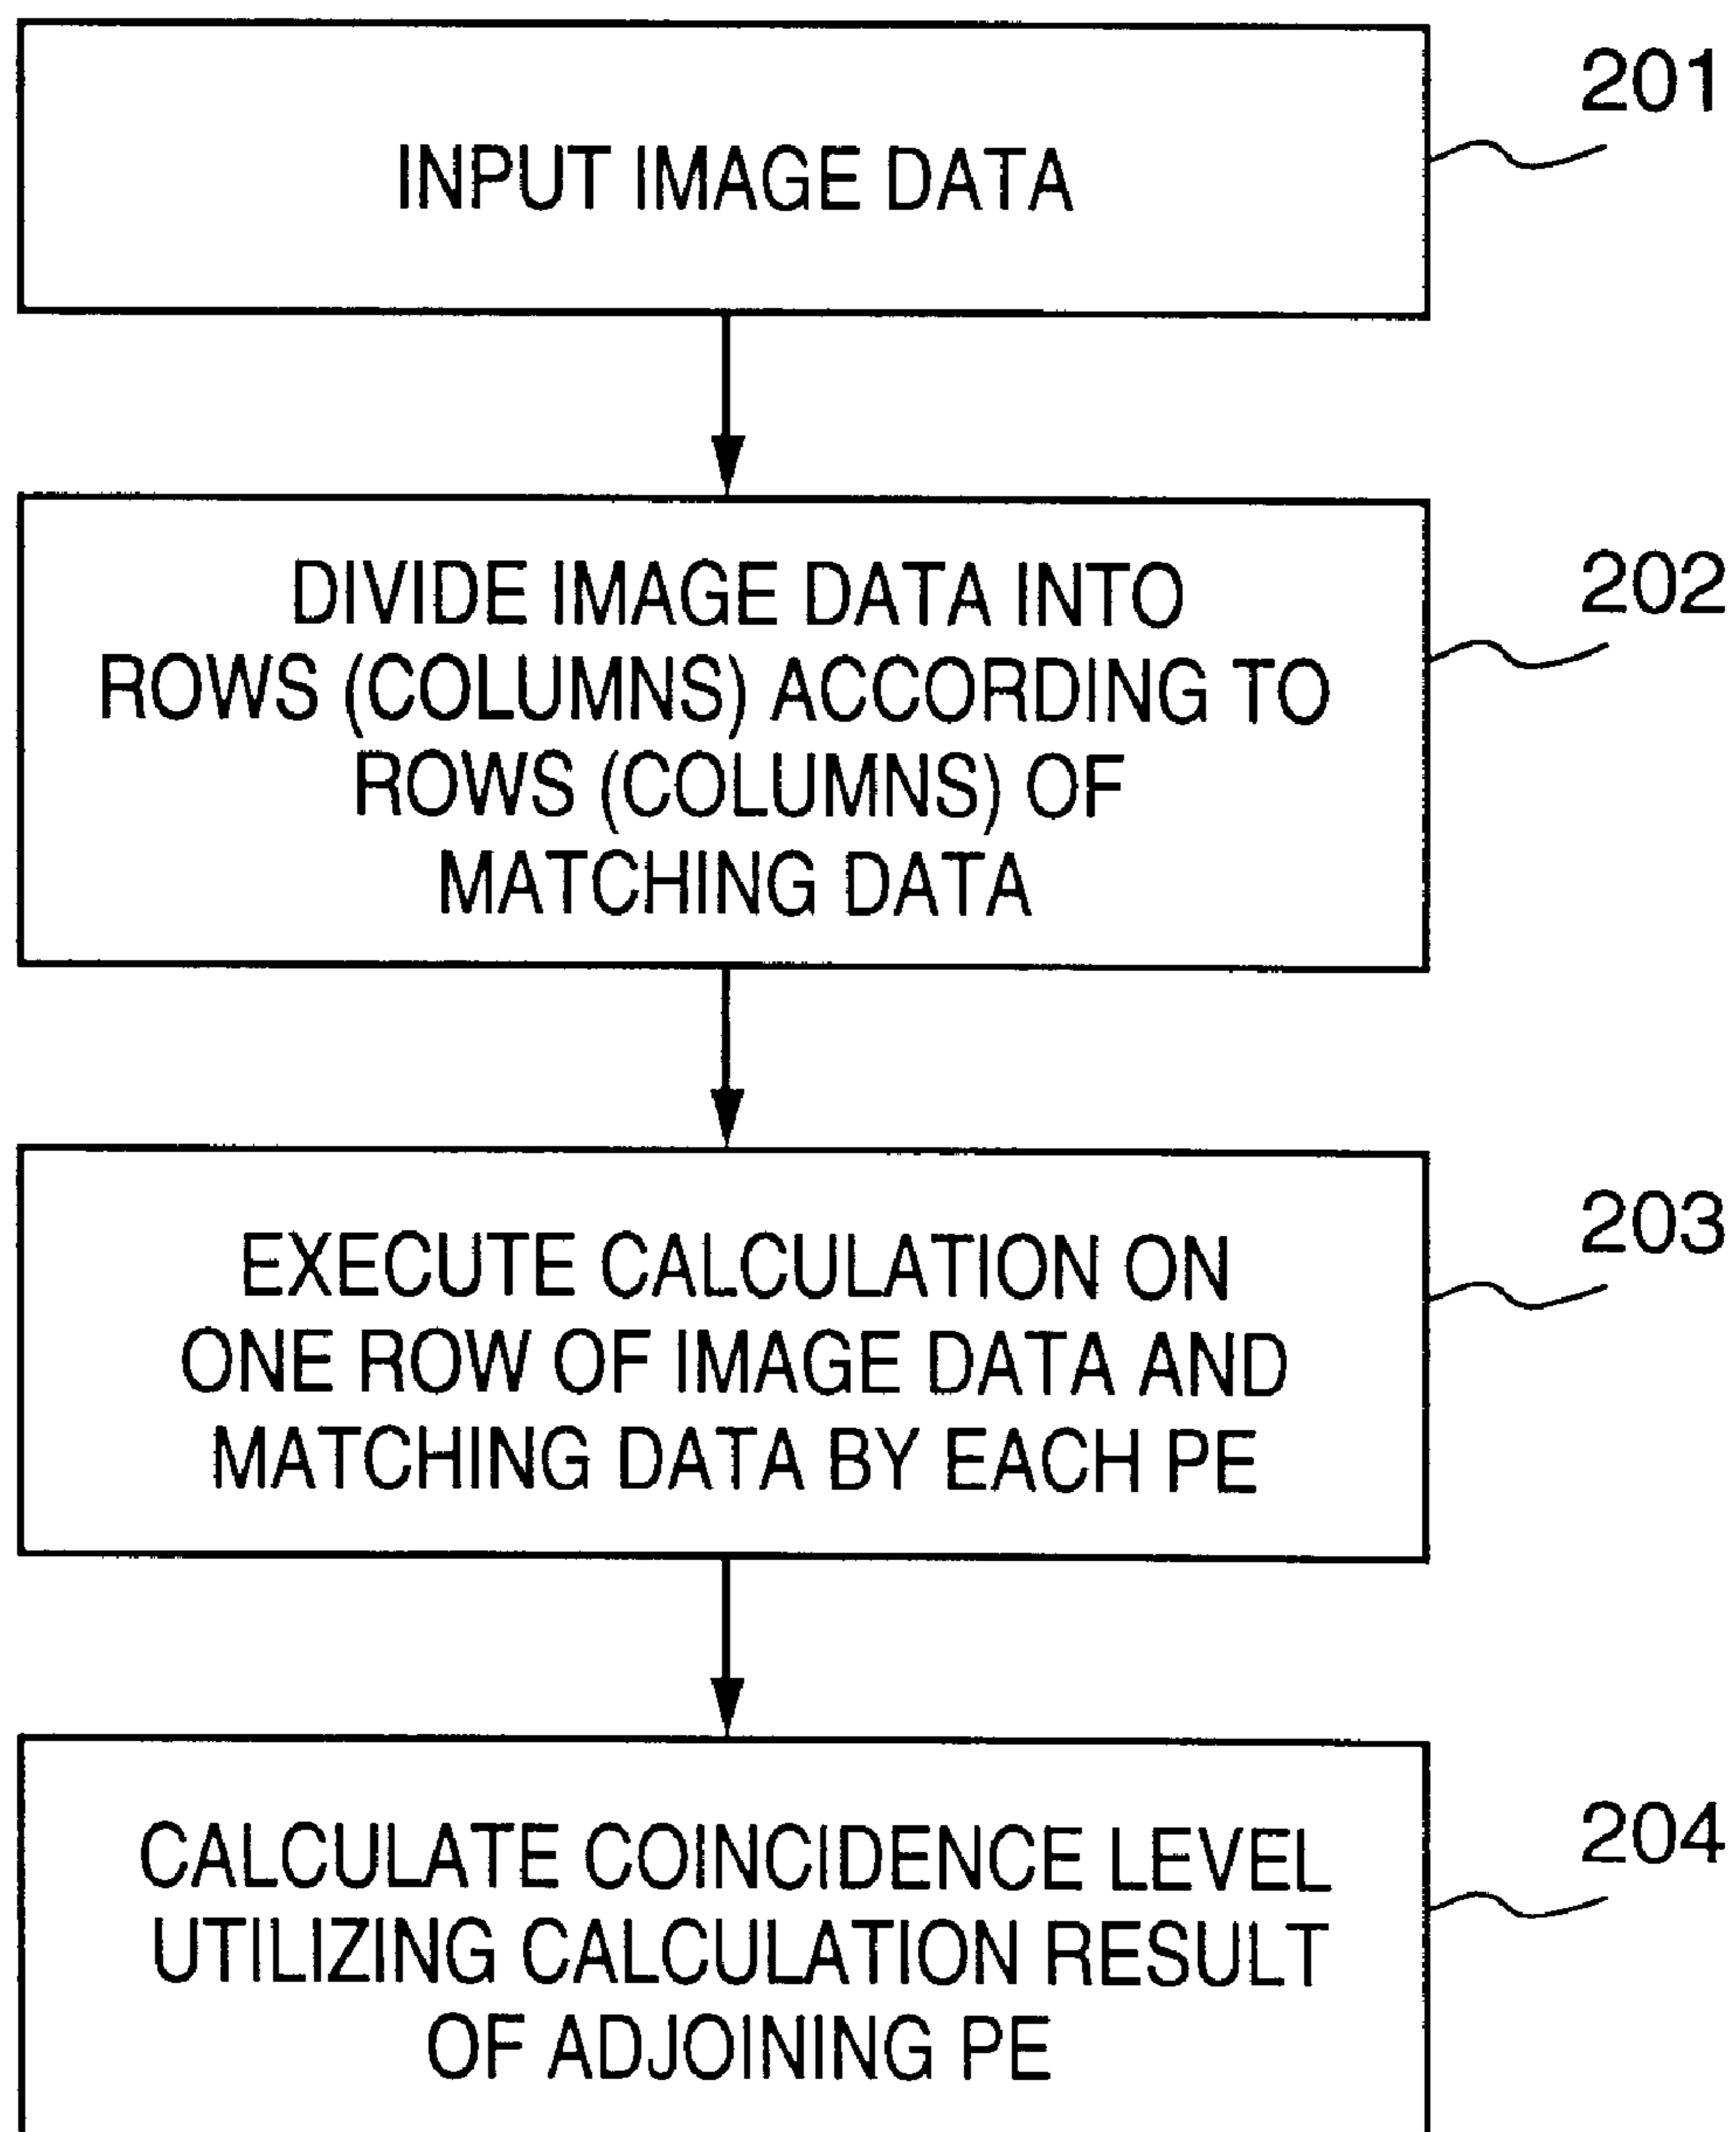 201
INPUT IMAGE DATA
202
DIVIDE IMAGE DATA INTO
ROWS (COLUMNS) ACCORDING TO
ROWS (COLUMNS) OF
MATCHING DATA
203
EXECUTE CALCULATION ON
ONE ROW OF IMAGE DATA AND
MATCHING DATA BY EACH PE
204
CALCULATE COINCIDENCE LEVEL
UTILIZING CALCULATION RESULT
OF ADJOINING PE